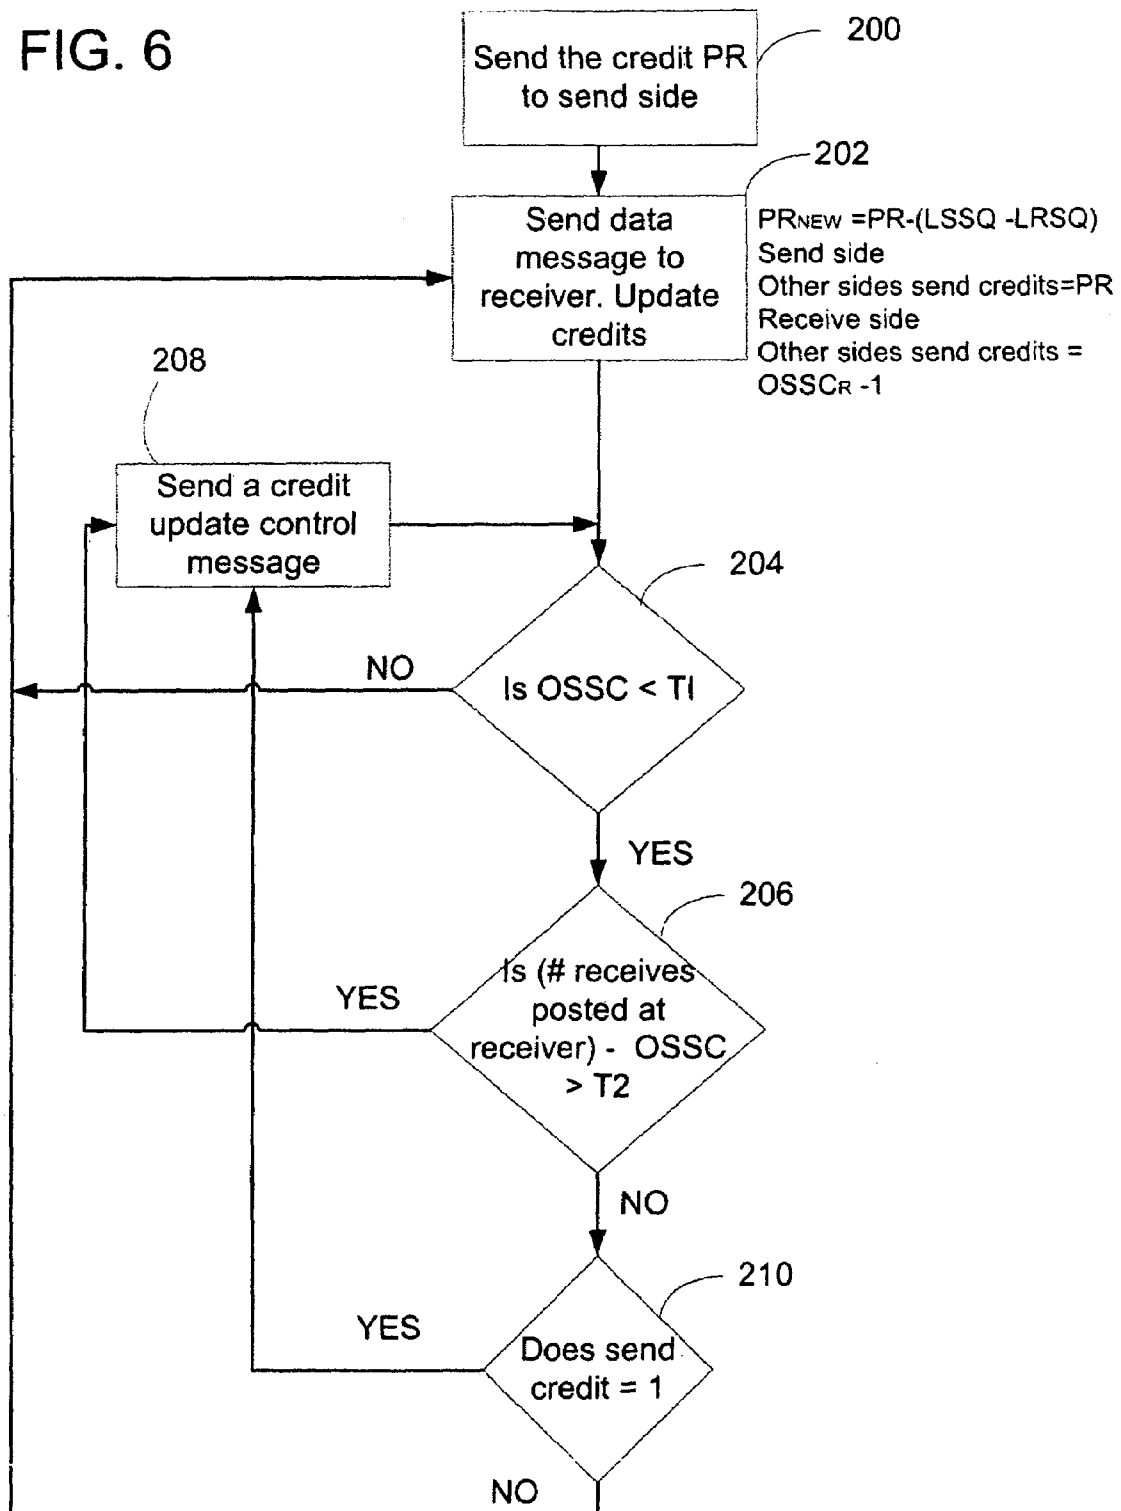 FIG. 6
Send the credit PR
to send side
200
202
Send data
message to
receiver. Update
credits
PRNEW =PR-(LSSQ -LRSQ)
Send side
Other sides send credits=PR
Receive side
Other sides send credits =
OSSCR -1
208
Send a credit
update control
message
204
NO
Is OSSC < TI
YES
206
Is (# receives
posted at
receiver) - OSSC
> T2
YES
NO
210
YES
Does send
credit = 1
NO